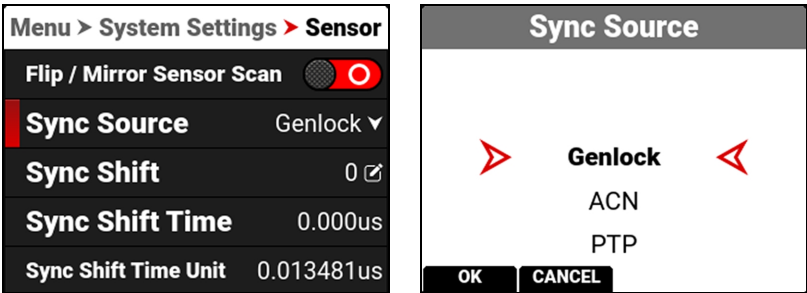 Menu > System Settings > Sensor
Flip / Mirror Sensor Scan
Sync Source Genlock
Sync Shift 0
Sync Shift Time 0.000us
Sync Shift Time Unit 0.013481us
Sync Source
Genlock
ACN
PTP
OK CANCEL